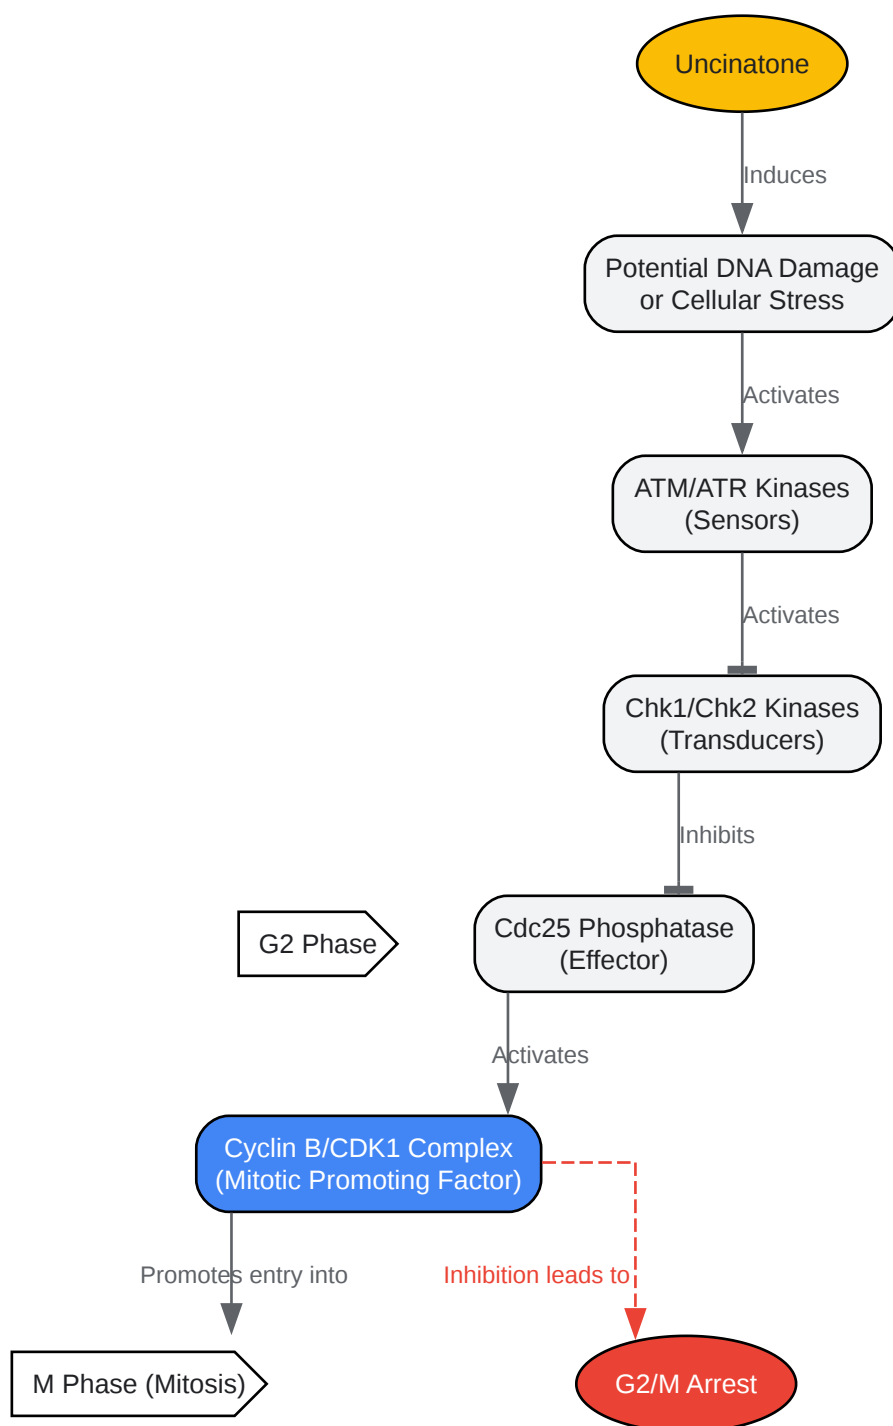 Uncinatone
Induces
Potential DNA Damage
or Cellular Stress
Activates
ATM/ATR Kinases
(Sensors)
Activates
Chk1/Chk2 Kinases
(Transducers)
Inhibits
G2 Phase
Cdc25 Phosphatase
(Effector)
Activates
Cyclin B/CDK1 Complex
(Mitotic Promoting Factor)
Promotes entry into
Inhibition leads to
M Phase (Mitosis)
G2/M Arrest